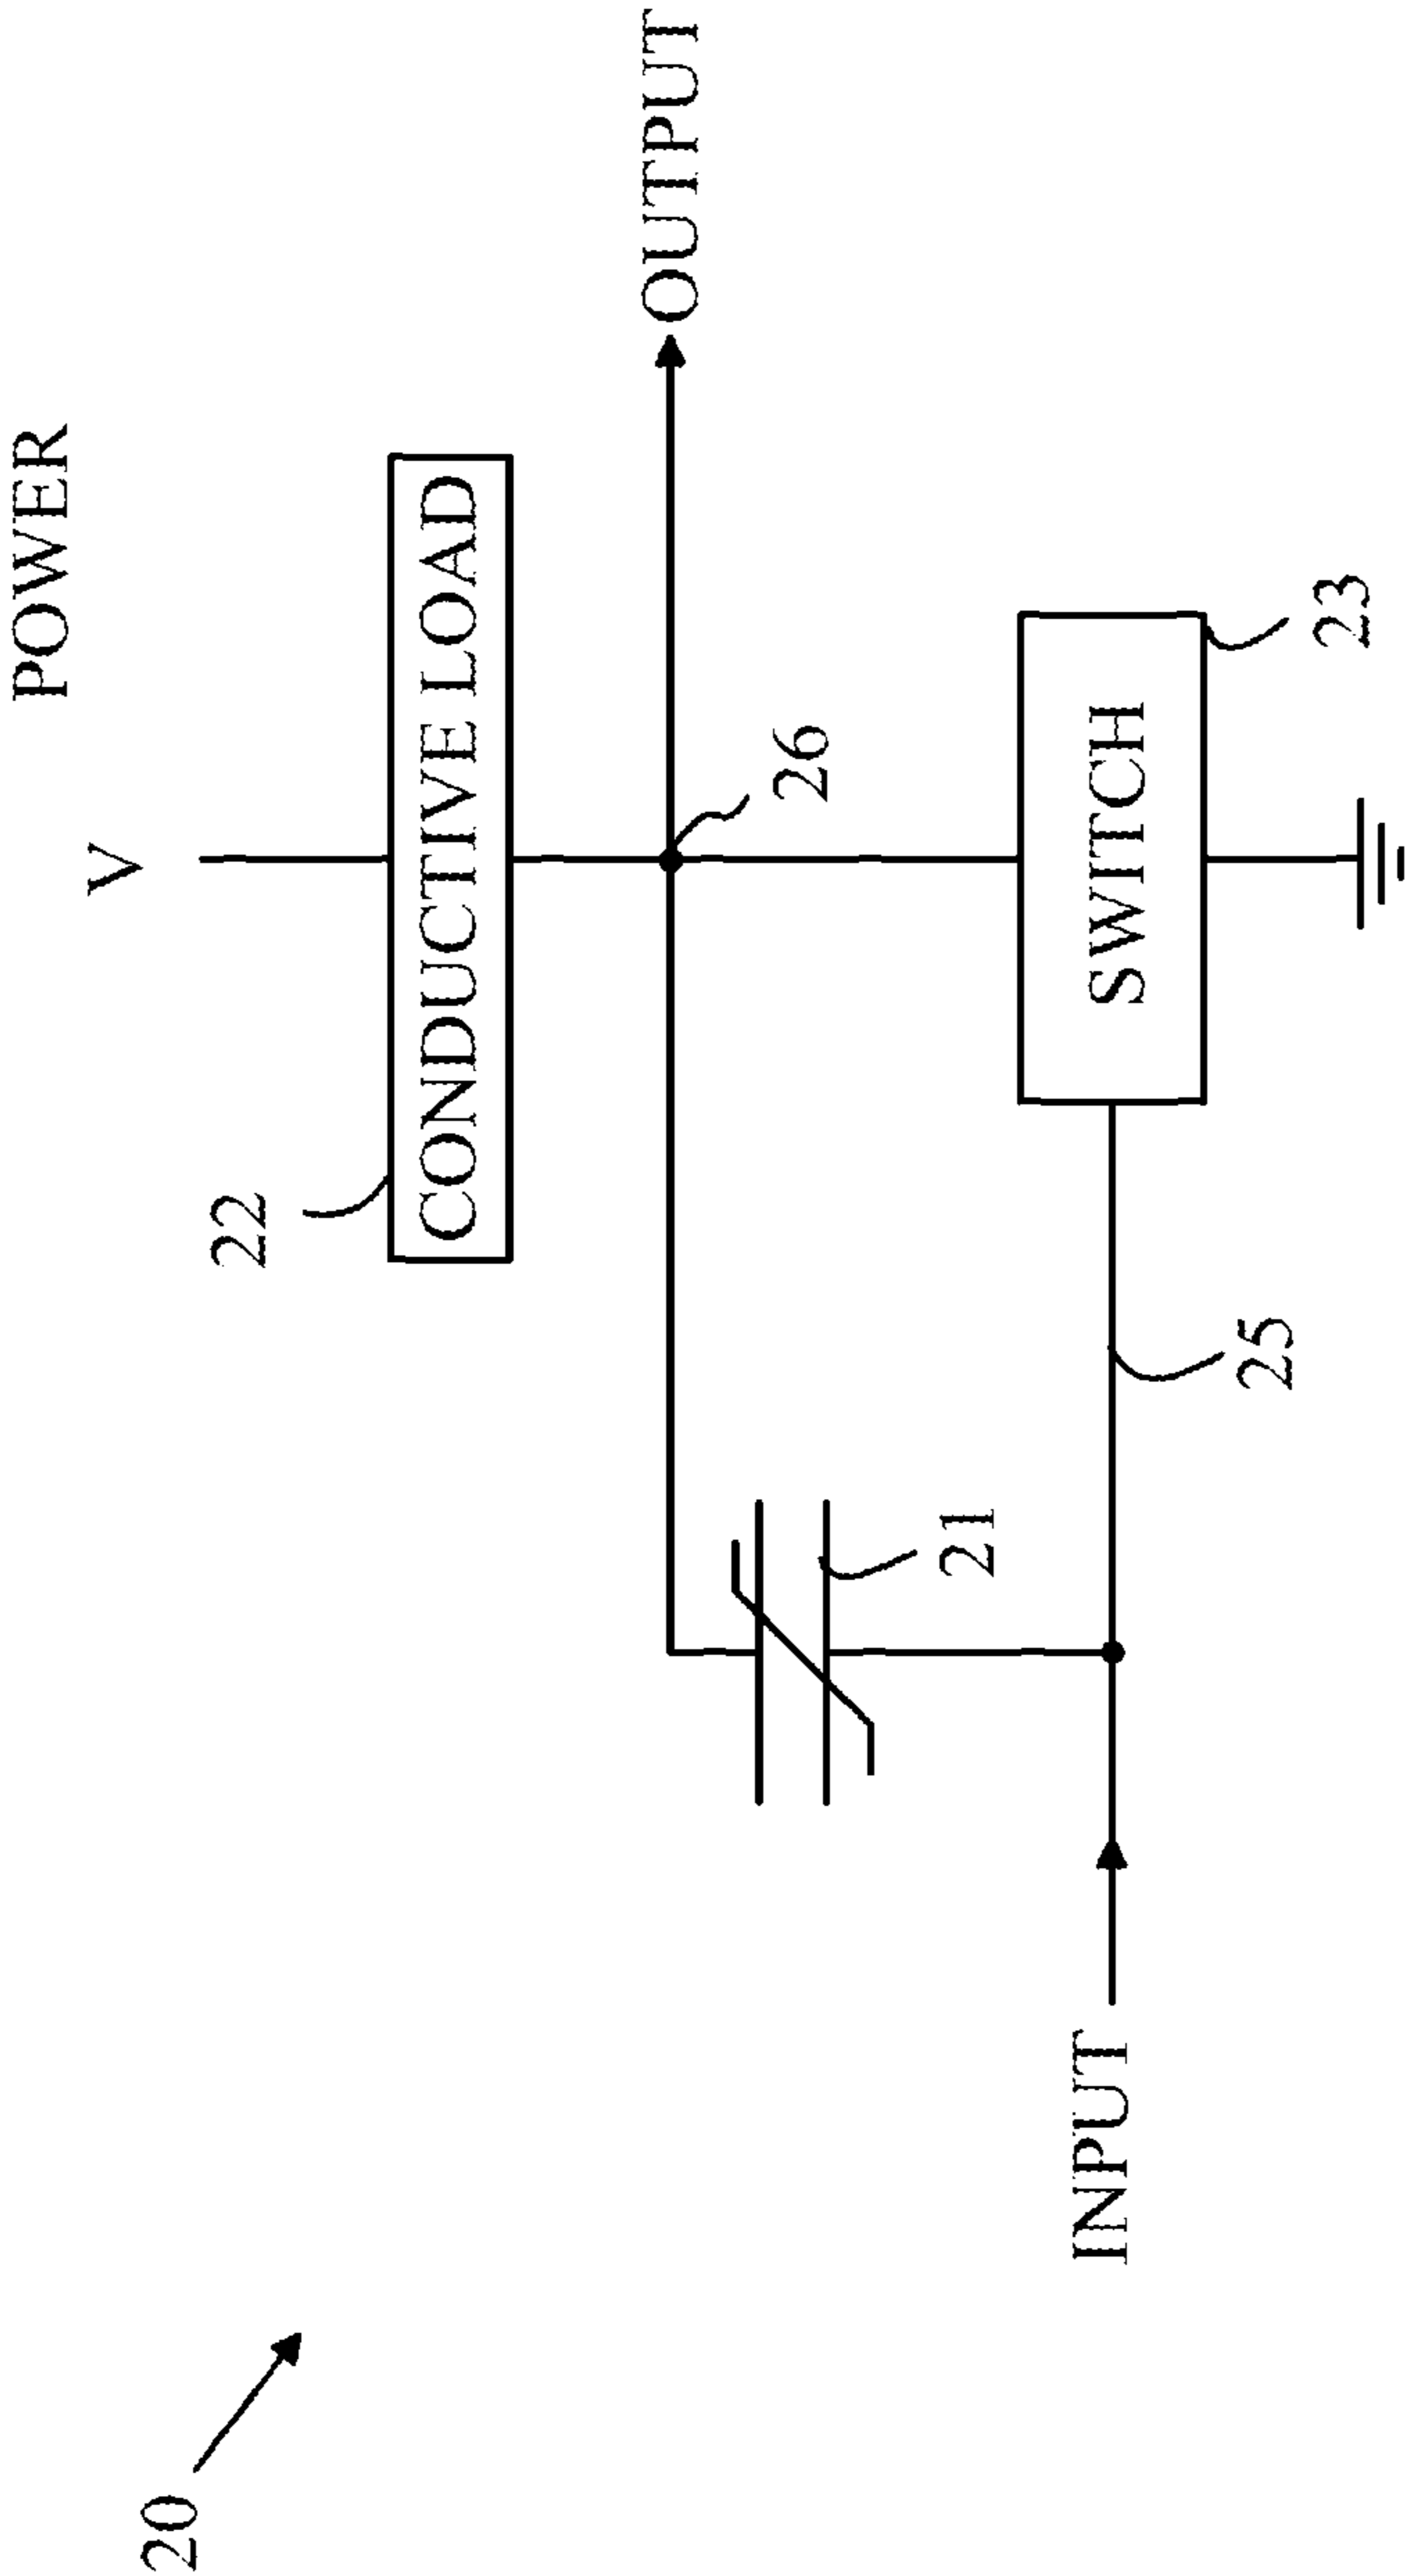 20
POWER
V
22
CONDUCTIVE LOAD
OUTPUT
26
21
SWITCH
INPUT
25
23